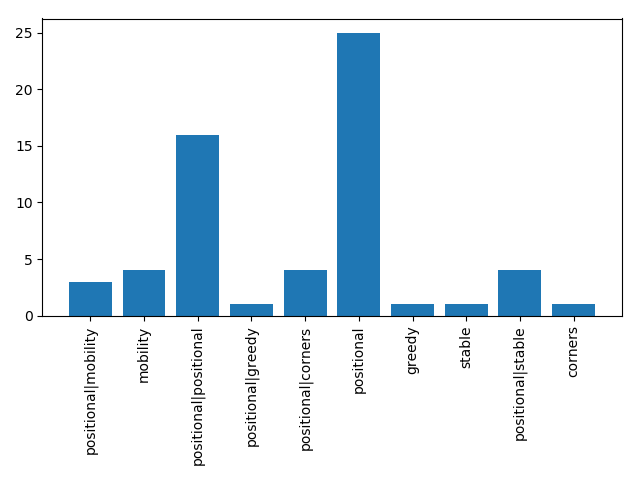 25
20
15
10
5
0
positional|mobility
mobility
positional|positional
positional|greedy
positional|corners
positional
greedy
stable
positional|stable
corners